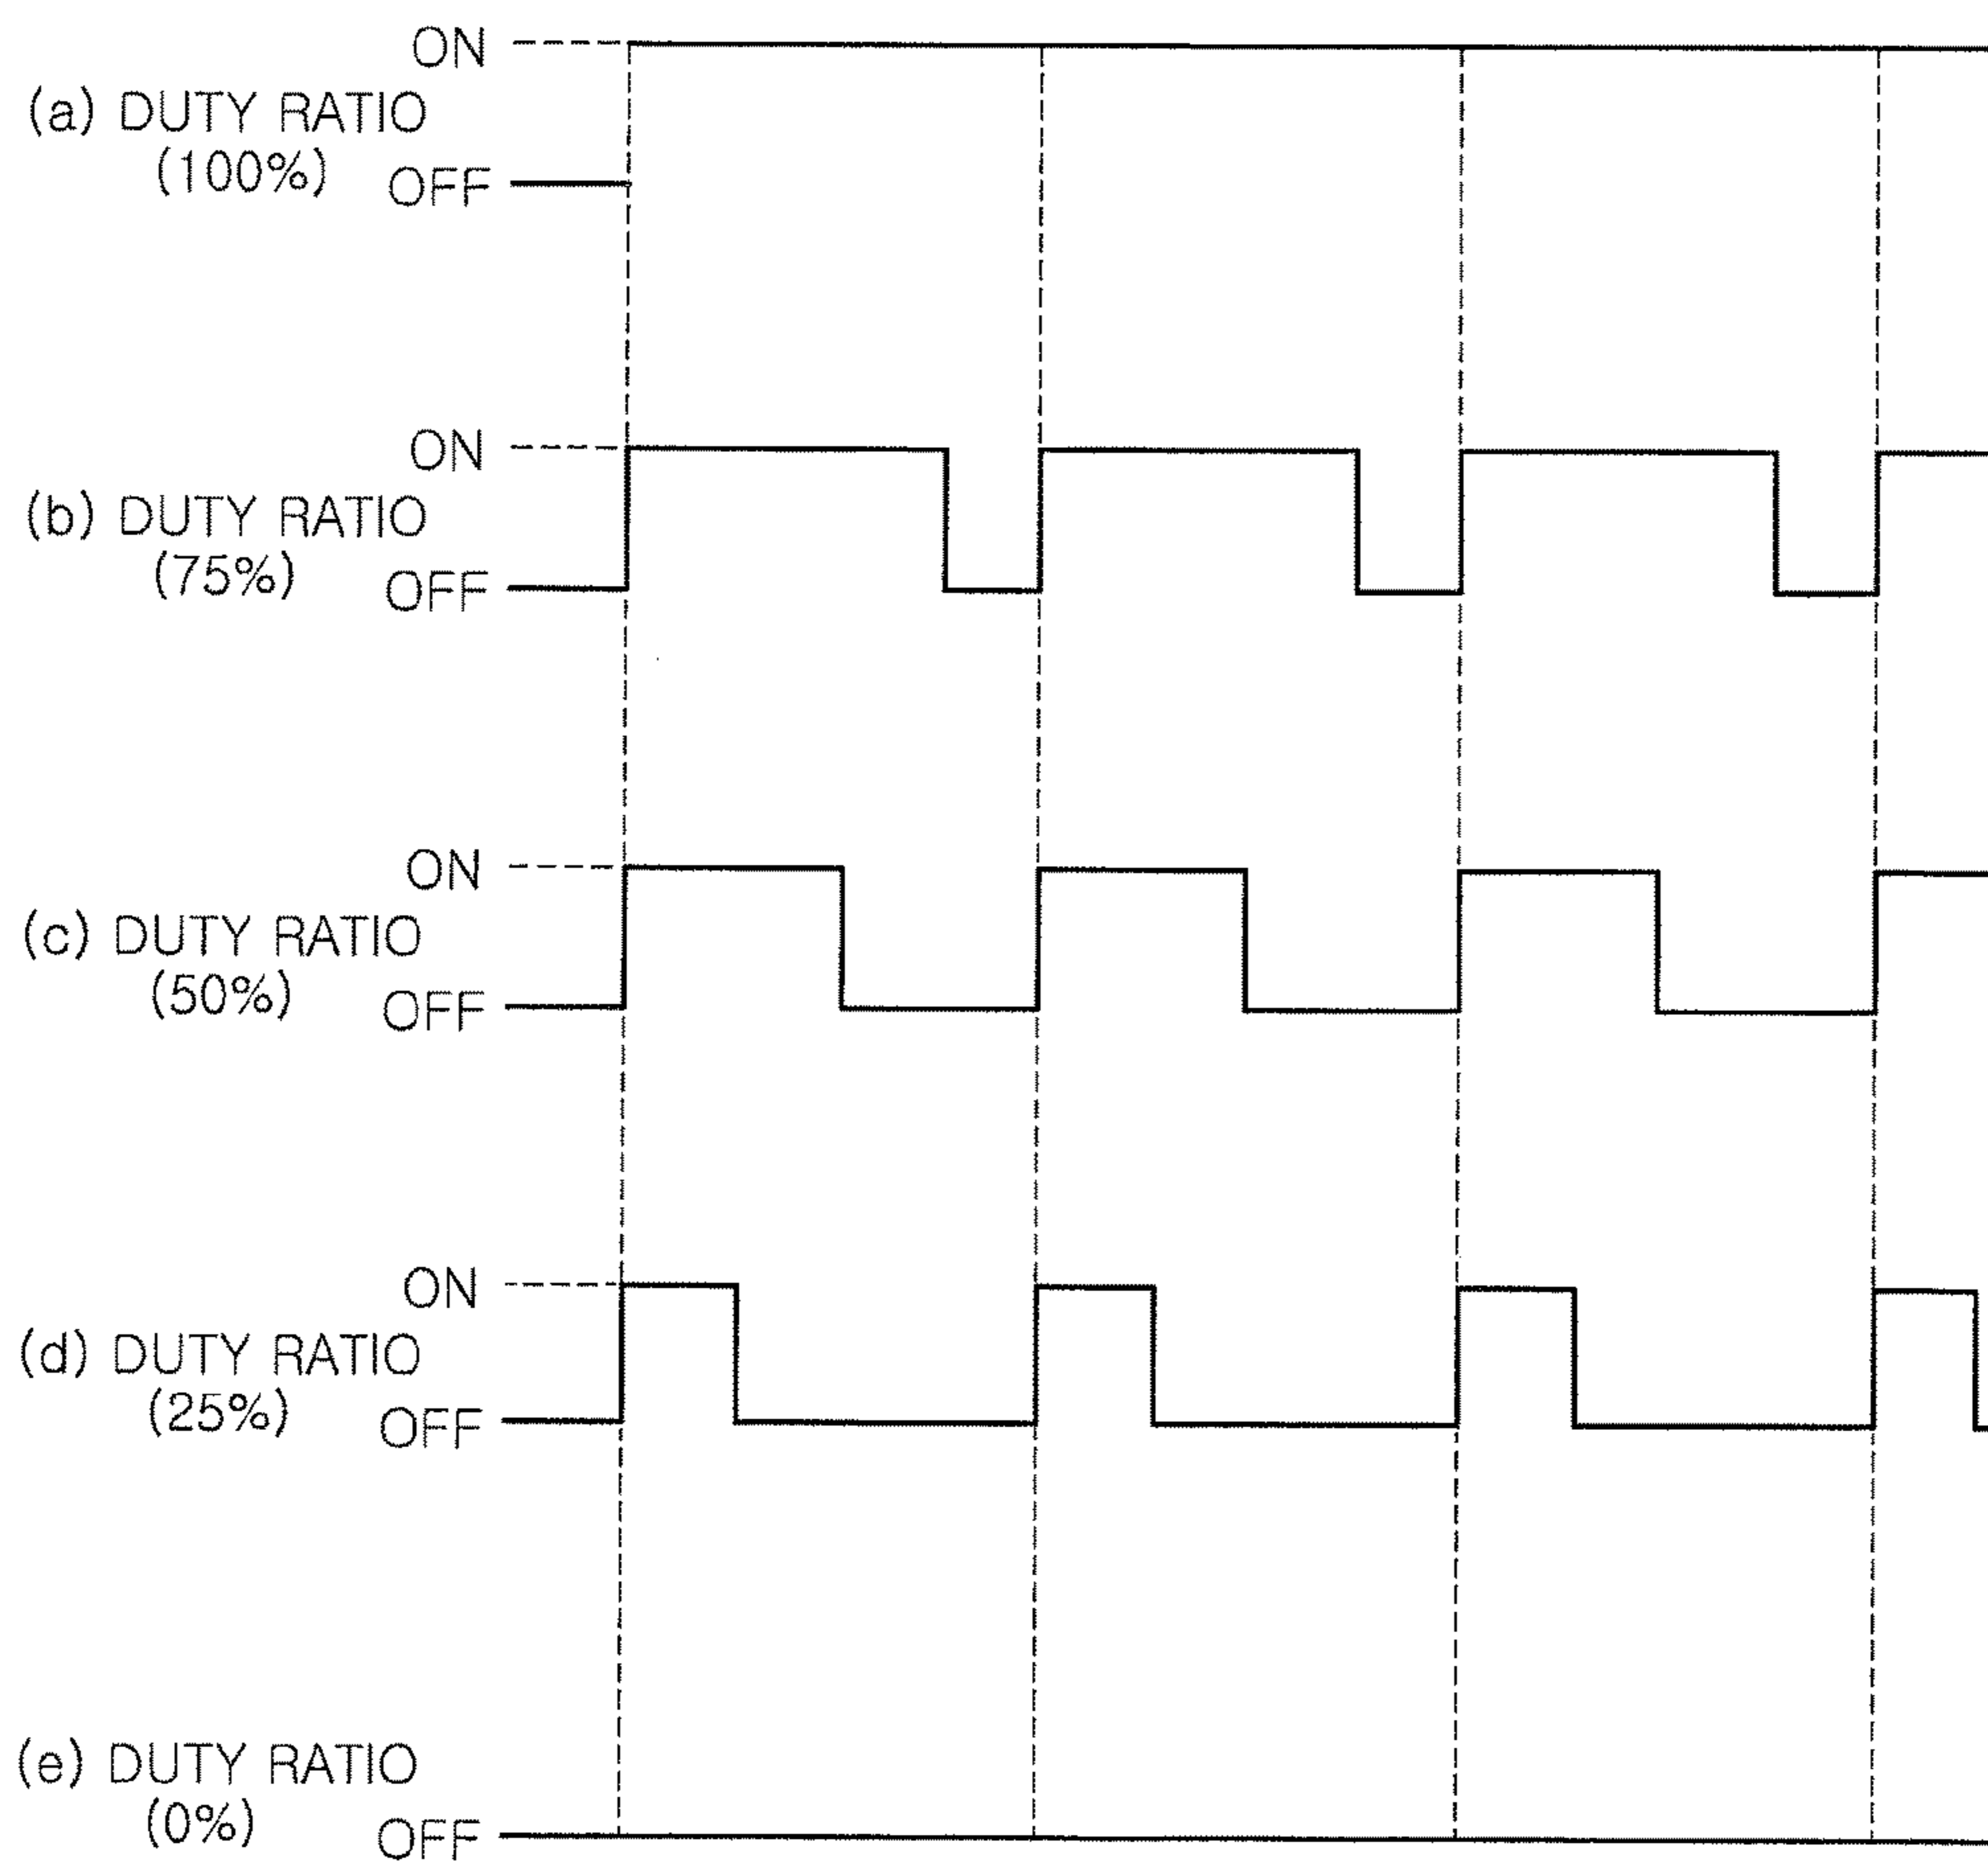 ON
(a) DUTY RATIO
(100%)
OFF
ON
(b) DUTY RATIO
(75%)
OFF
ON
(c) DUTY RATIO
(50%)
OFF
ON
(d) DUTY RATIO
(25%)
OFF
(e) DUTY RATIO
(0%)
OFF